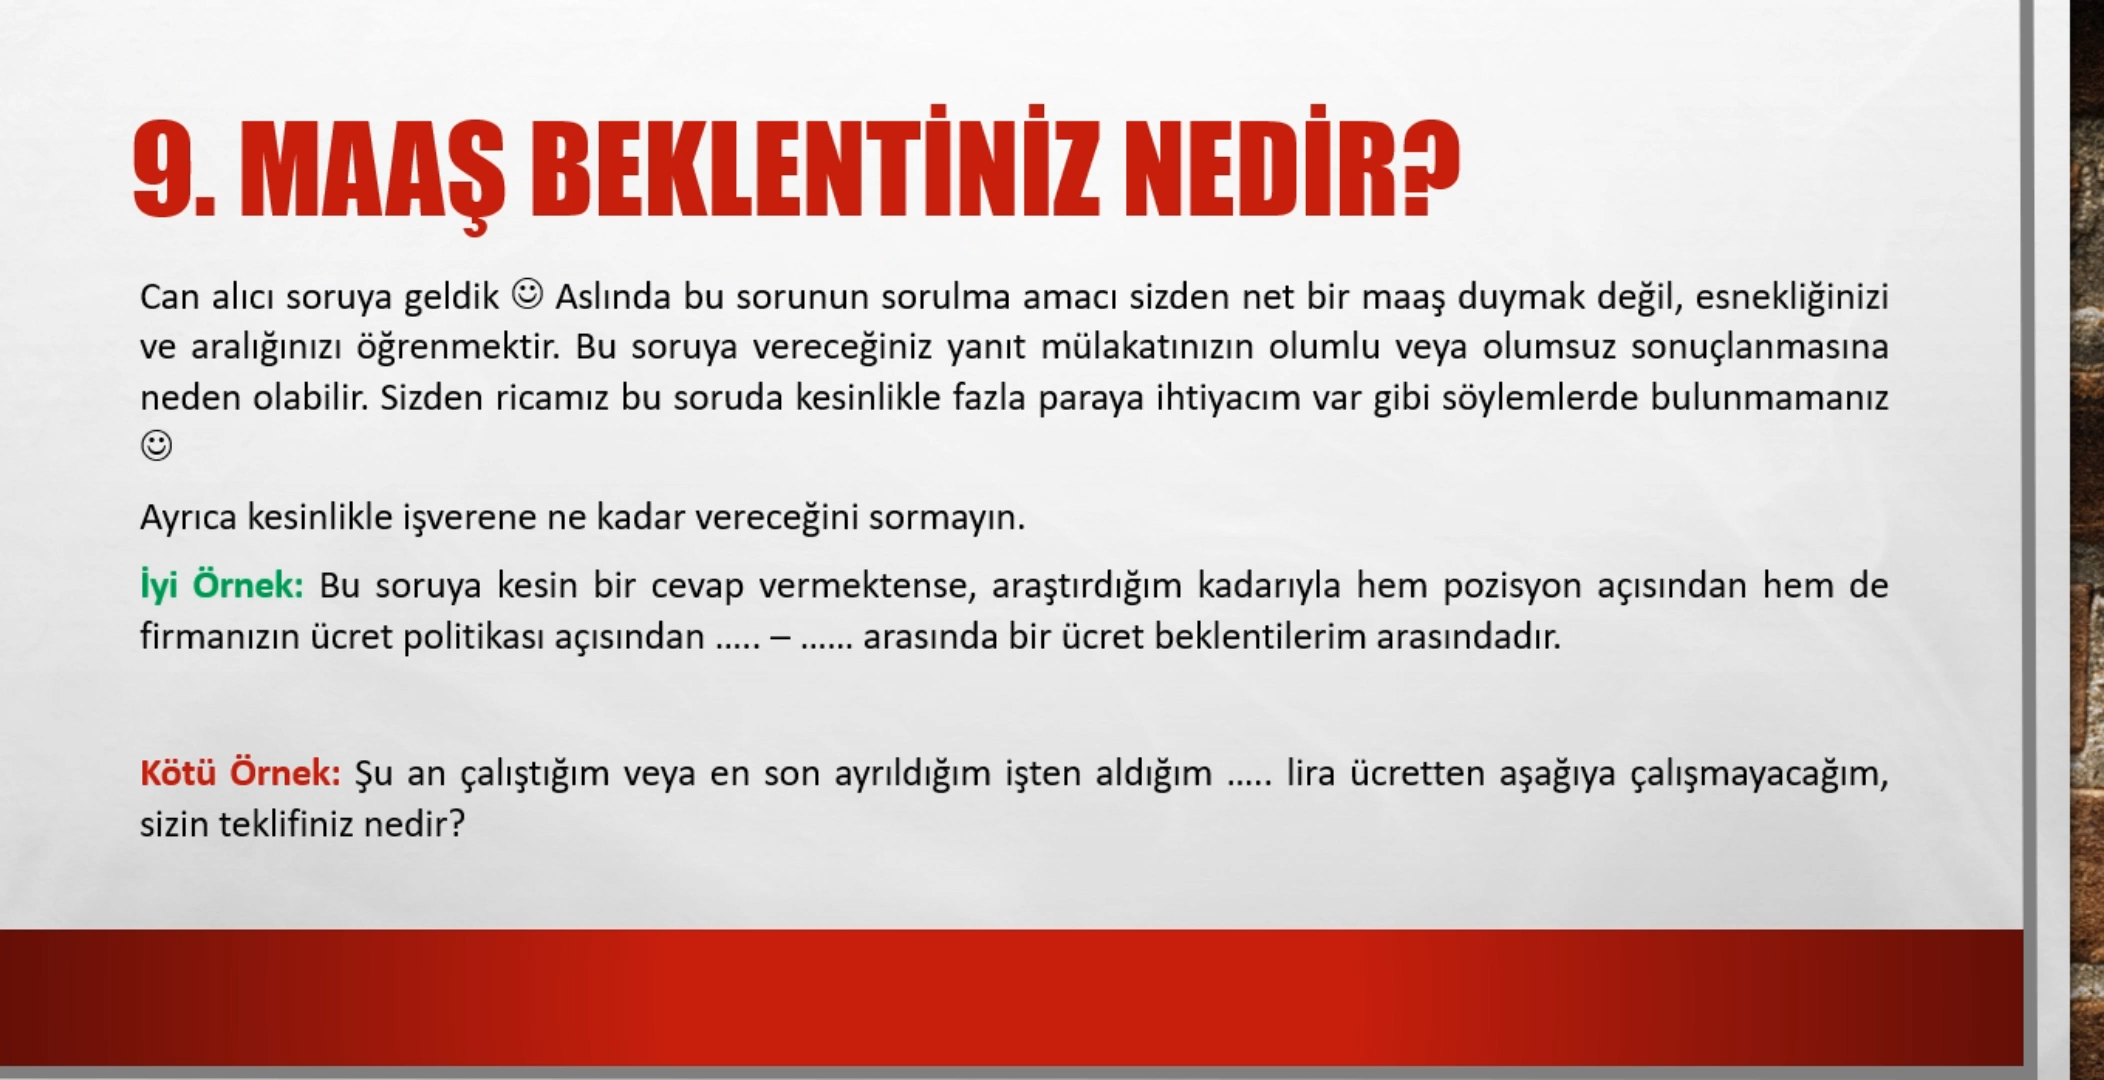 9. MAAŞ BEKLENTİNİZ NEDİR?
Can alıcı soruya geldik ☺ Aslında bu sorunun sorulma amacı sizden net bir maaş duymak değil, esnekliğinizi
ve aralığınızı öğrenmektir. Bu soruya vereceğiniz yanıt mülakatınızın olumlu veya olumsuz sonuçlanmasına
neden olabilir. Sizden ricamız bu soruda kesinlikle fazla paraya ihtiyacım var gibi söylemlerde bulunmamanız
☺
Ayrıca kesinlikle işverene ne kadar vereceğini sormayın.
İyi Örnek: Bu soruya kesin bir cevap vermektense, araştırdığım kadarıyla hem pozisyon açısından hem de
firmanızın ücret politikası açısından ..... – ...... arasında bir ücret beklentilerim arasındadır.
Kötü Örnek: Şu an çalıştığım veya en son ayrıldığım işten aldığım ..... lira ücretten aşağıya çalışmayacağım,
sizin teklifiniz nedir?